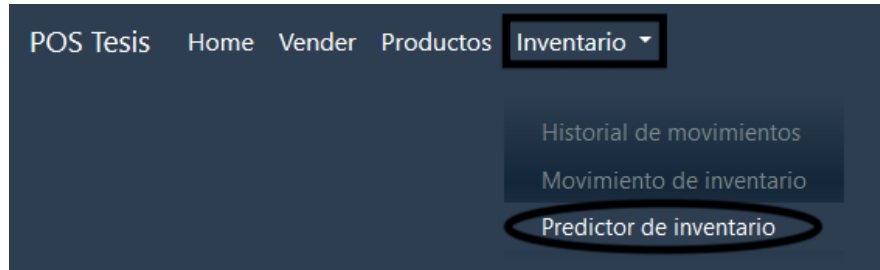 POS Tesis Home Vender Productos Inventario
Historial de movimientos
Movimiento de inventario
Predictor de inventario